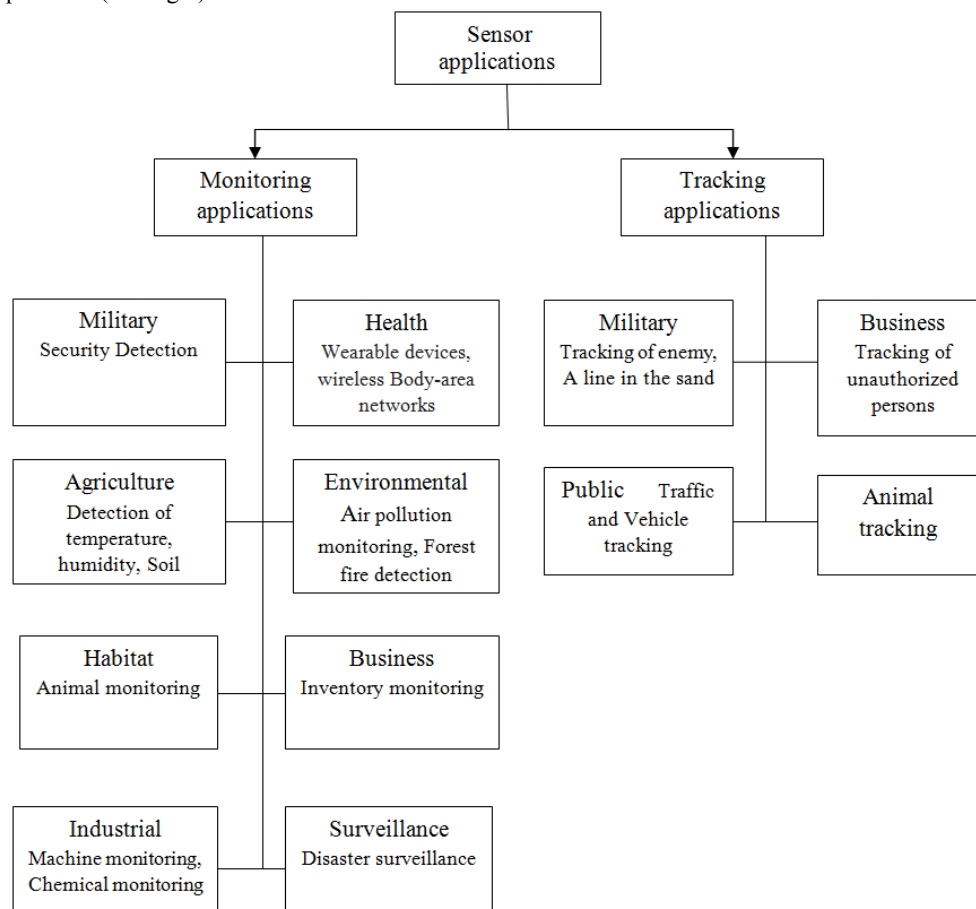 Sensor
applications
Monitoring
applications
Tracking
applications
Military
Security Detection
Health
Wearable devices,
wireless Body-area
networks
Military
Tracking of enemy,
A line in the sand
Business
Tracking of
unauthorized
persons
Agriculture
Detection of
temperature,
humidity, Soil
Environmental
Air pollution
monitoring, Forest
fire detection
Public Traffic
and Vehicle
tracking
Animal
tracking
Habitat
Animal monitoring
Business
Inventory monitoring
Industrial
Machine monitoring,
Chemical monitoring
Surveillance
Disaster surveillance